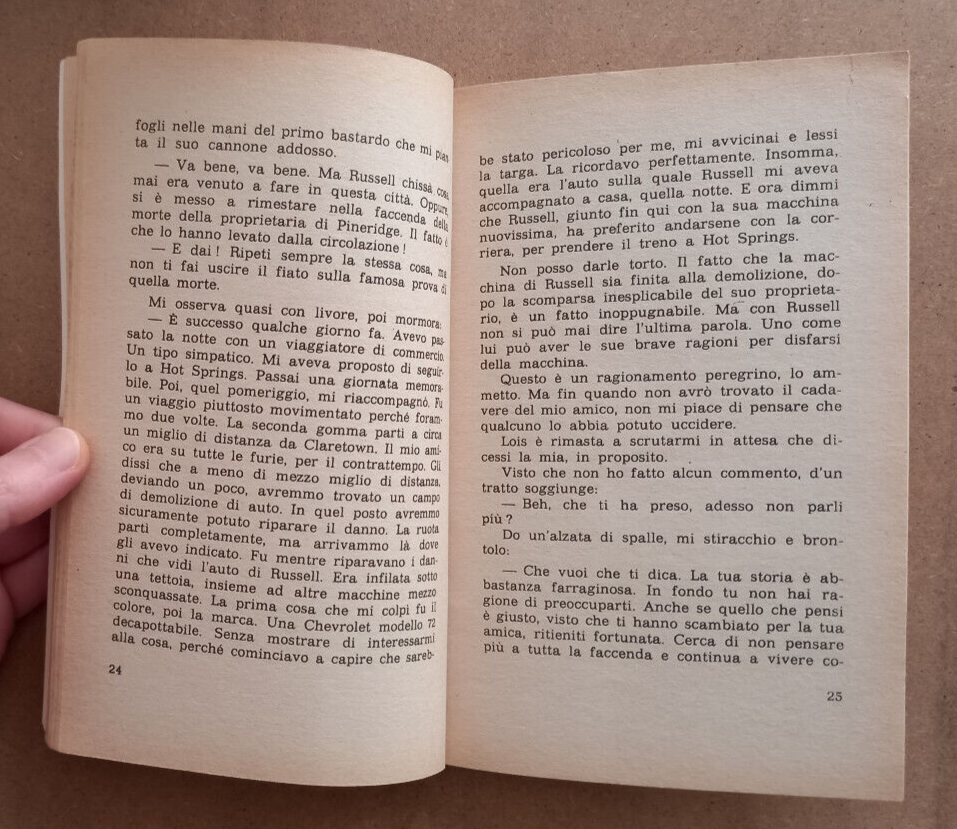 fogli nelle mani del primo bastardo che mi pian-
ta il suo cannone addosso.
— Va bene, va bene. Ma Russell chissà cosa
mai era venuto a fare in questa città. Oppure,
si è messo a rimestare nella faccenda della
morte della proprietaria di Pineridge. Il fatto è
che lo hanno levato dalla circolazione!
— E dai! Ripeti sempre la stessa cosa, ma
non ti fai uscire il fiato sulla famosa prova di
quella morte.
Mi osserva quasi con livore, poi mormora:
— È successo qualche giorno fa. Avevo pas-
sato la notte con un viaggiatore di commercio.
Un tipo simpatico. Mi aveva proposto di seguir-
lo a Hot Springs. Passai una giornata memora-
bile. Poi, quel pomeriggio, mi riaccompagnò. Fu
un viaggio piuttosto movimentato perché foram-
mo due volte. La seconda gomma partì a circa
un miglio di distanza da Claretown. Il mio ami-
co era su tutte le furie, per il contrattempo. Gli
dissi che a meno di mezzo miglio di distanza,
deviando un poco, avremmo trovato un campo
di demolizione di auto. In quel posto avremmo
sicuramente potuto riparare il danno. La ruota
partì completamente, ma arrivammo là dove
gli avevo indicato. Fu mentre riparavano i dan-
ni che vidi l'auto di Russell. Era infilata sotto
una tettoia, insieme ad altre macchine mezzo
sconquassate. La prima cosa che mi colpì fu il
colore, poi la marca. Una Chevrolet modello 72
decapottabile. Senza mostrare di interessarmi
alla cosa, perché cominciavo a capire che sareb-
24
be stato pericoloso per me, mi avvicinai e lessi
la targa. La ricordavo perfettamente. Insomma,
quella era l'auto sulla quale Russell mi aveva
accompagnato a casa, quella notte. E ora dimmi
che Russell, giunto fin qui con la sua macchina
nuovissima, ha preferito andarsene con la cor-
riera, per prendere il treno a Hot Springs.
Non posso darle torto. Il fatto che la mac-
china di Russell sia finita alla demolizione, do-
po la scomparsa inesplicabile del suo proprieta-
rio, è un fatto inoppugnabile. Ma con Russell
non si può mai dire l'ultima parola. Uno come
lui può aver le sue brave ragioni per disfarsi
della macchina.
Questo è un ragionamento peregrino, lo am-
metto. Ma fin quando non avrò trovato il cada-
vere del mio amico, non mi piace di pensare che
qualcuno lo abbia potuto uccidere.
Lois è rimasta a scrutarmi in attesa che di-
cessi la mia, in proposito.
Visto che non ho fatto alcun commento, d'un
tratto soggiunge:
— Beh, che ti ha preso, adesso non parli
più?
Do un'alzata di spalle, mi stiracchio e bron-
tolo:
— Che vuoi che ti dica. La tua storia è ab-
bastanza farraginosa. In fondo tu non hai ra-
gione di preoccuparti. Anche se quello che pensi
è giusto, visto che ti hanno scambiato per la tua
amica, ritieniti fortunata. Cerca di non pensare
più a tutta la faccenda e continua a vivere co-
25